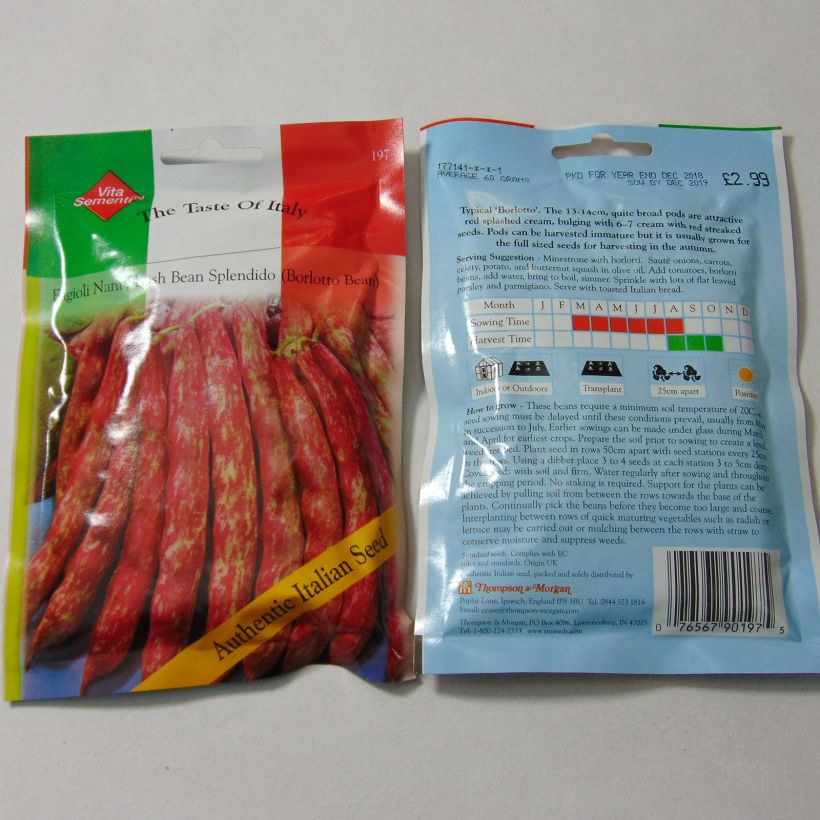 197
Vita
Sementi™
The Taste Of Italy
Bean Splendido (Borlotto Bean)
Authentic Italian Seed
177141-I-I-1
AVERAGE 60 GRAMS
PKD FOR YEAR END DEC 2018
SOW BY DEC 2019
£2.99
Typical 'Borlotto'. The 13-14cm, quite broad pods are attractive
red splashed cream, bulging with 6-7 cream with red streaked
seeds. Pods can be harvested immature but it is usually grown for
the full sized seeds for harvesting in the autumn.
Serving Suggestion - Minestrone with borlotti. Sauté onions, carrots,
celery, potato, and butternut squash in olive oil. Add tomatoes, borlotti
beans, add water, bring to boil, simmer. Sprinkle with lots of flat leaved
parsley and parmigiano. Serve with toasted Italian bread.
Month J F M A M J J A S O N D
Sowing Time
Harvest Time
Indoor or Outdoors
Transplant
25cm apart
How to grow - These beans require a minimum soil temperature of 20C, so
seed sowing must be delayed until these conditions prevail, usually from May
in succession to July. Earlier sowings can be made under glass during March
and April for earliest crops. Prepare the soil prior to sowing to create a level
weed free bed. Plant seed in rows 50cm apart with seed stations every 25cm
in the rows. Using a dibber place 3 to 4 seeds at each station 3 to 5cm deep.
Cover seeds with soil and firm. Water regularly after sowing and throughout
the cropping period. No staking is required. Support for the plants can be
achieved by pulling soil from between the rows towards the base of the
plants. Continually pick the beans before they become too large and coarse.
Interplanting between rows of quick maturing vegetables such as radish or
lettuce may be carried out or mulching between the rows with straw to
conserve moisture and suppress weeds.
Standard seeds. Complies with EC
rules and standards. Origin UK
Authentic Italian seed, packed and solely distributed by
Thompson & Morgan
Poplar Lane, Ipswich, England IP8 3BU Tel: 0844 573 1818
Email: ccare@thompson-morgan.com
Thompson & Morgan, PO Box 4086, Lawrenceburg, IN 47025
Tel: 1-800-274-7333 www.tmseeds.com
0 76567 90197 5